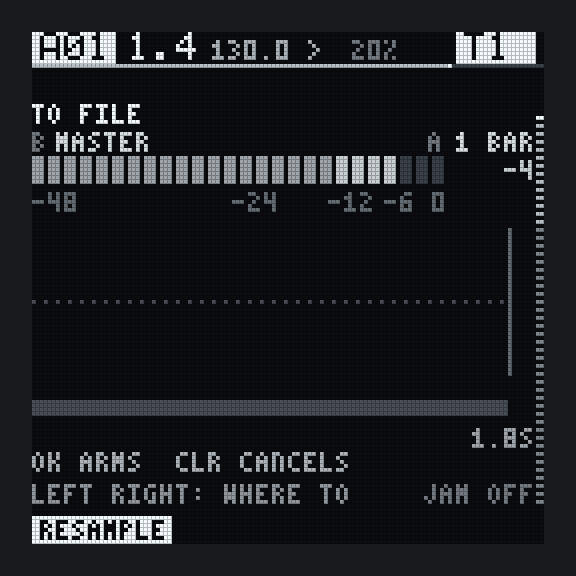 A01 1.4 130.0 > 20% T1
TO FILE
B MASTER A 1 BAR
-4
-48 -24 -12 -6 0
1.8S
OK ARMS CLR CANCELS
LEFT RIGHT: WHERE TO JAM OFF
RESAMPLE